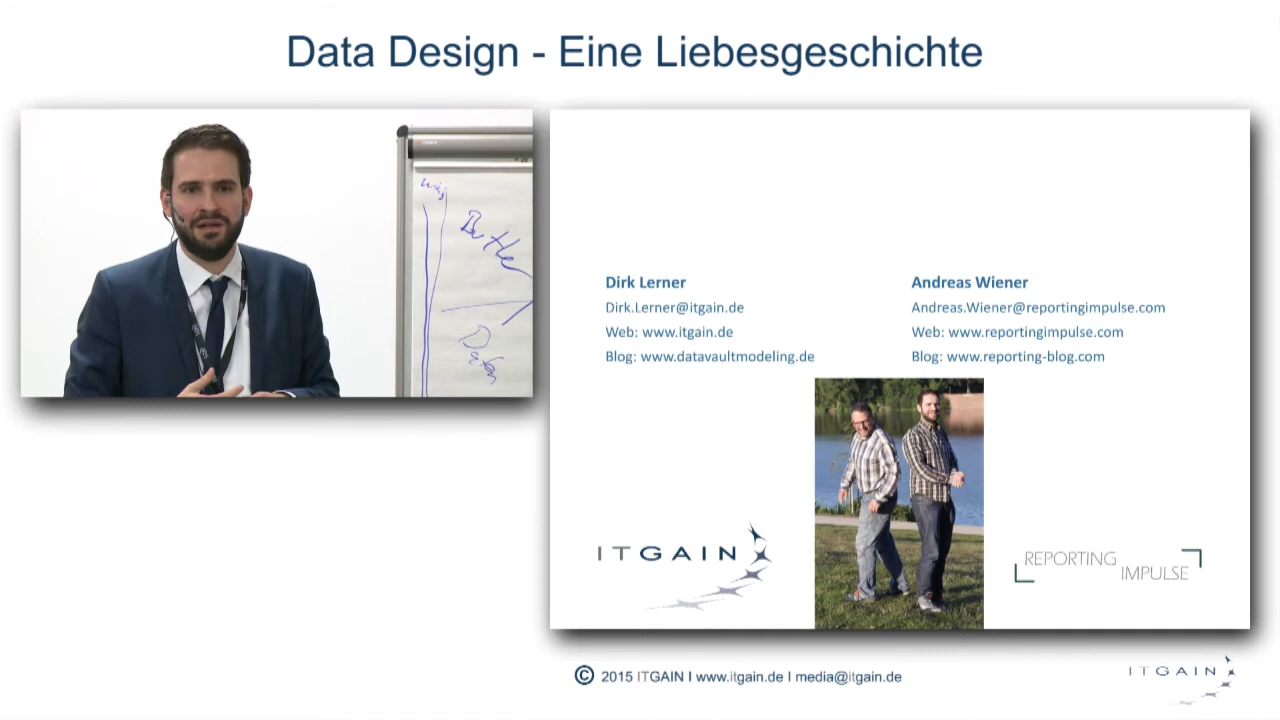 Data Design - Eine Liebesgeschichte
Butler
Daten
Dirk Lerner
Dirk.Lerner@itgain.de
Web: www.itgain.de
Blog: www.datavaultmodeling.de
Andreas Wiener
Andreas.Wiener@reportingimpulse.com
Web: www.reportingimpulse.com
Blog: www.reporting-blog.com
ITGAIN
REPORTING
IMPULSE
© 2015 ITGAIN I www.itgain.de I media@itgain.de
ITGAIN